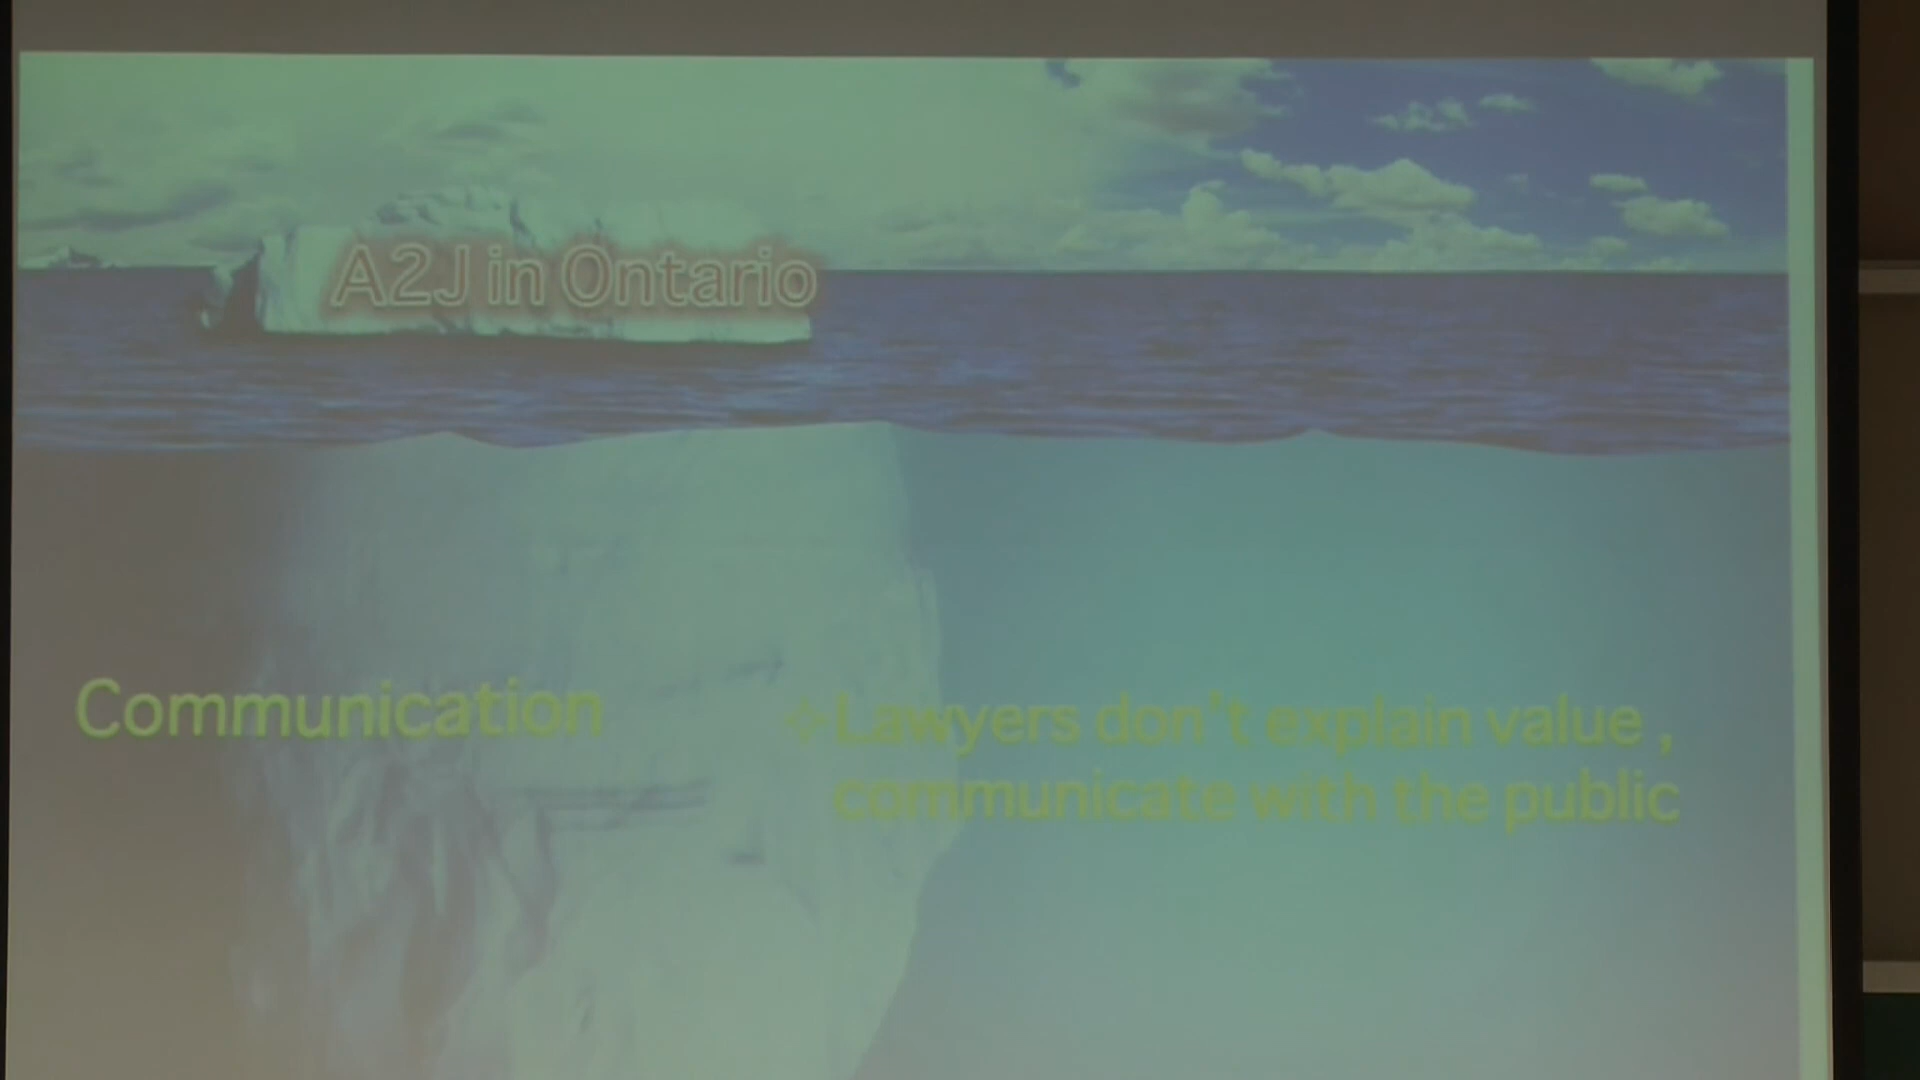 A2J in Ontario
Communication
Lawyers don't explain value ,
communicate with the public